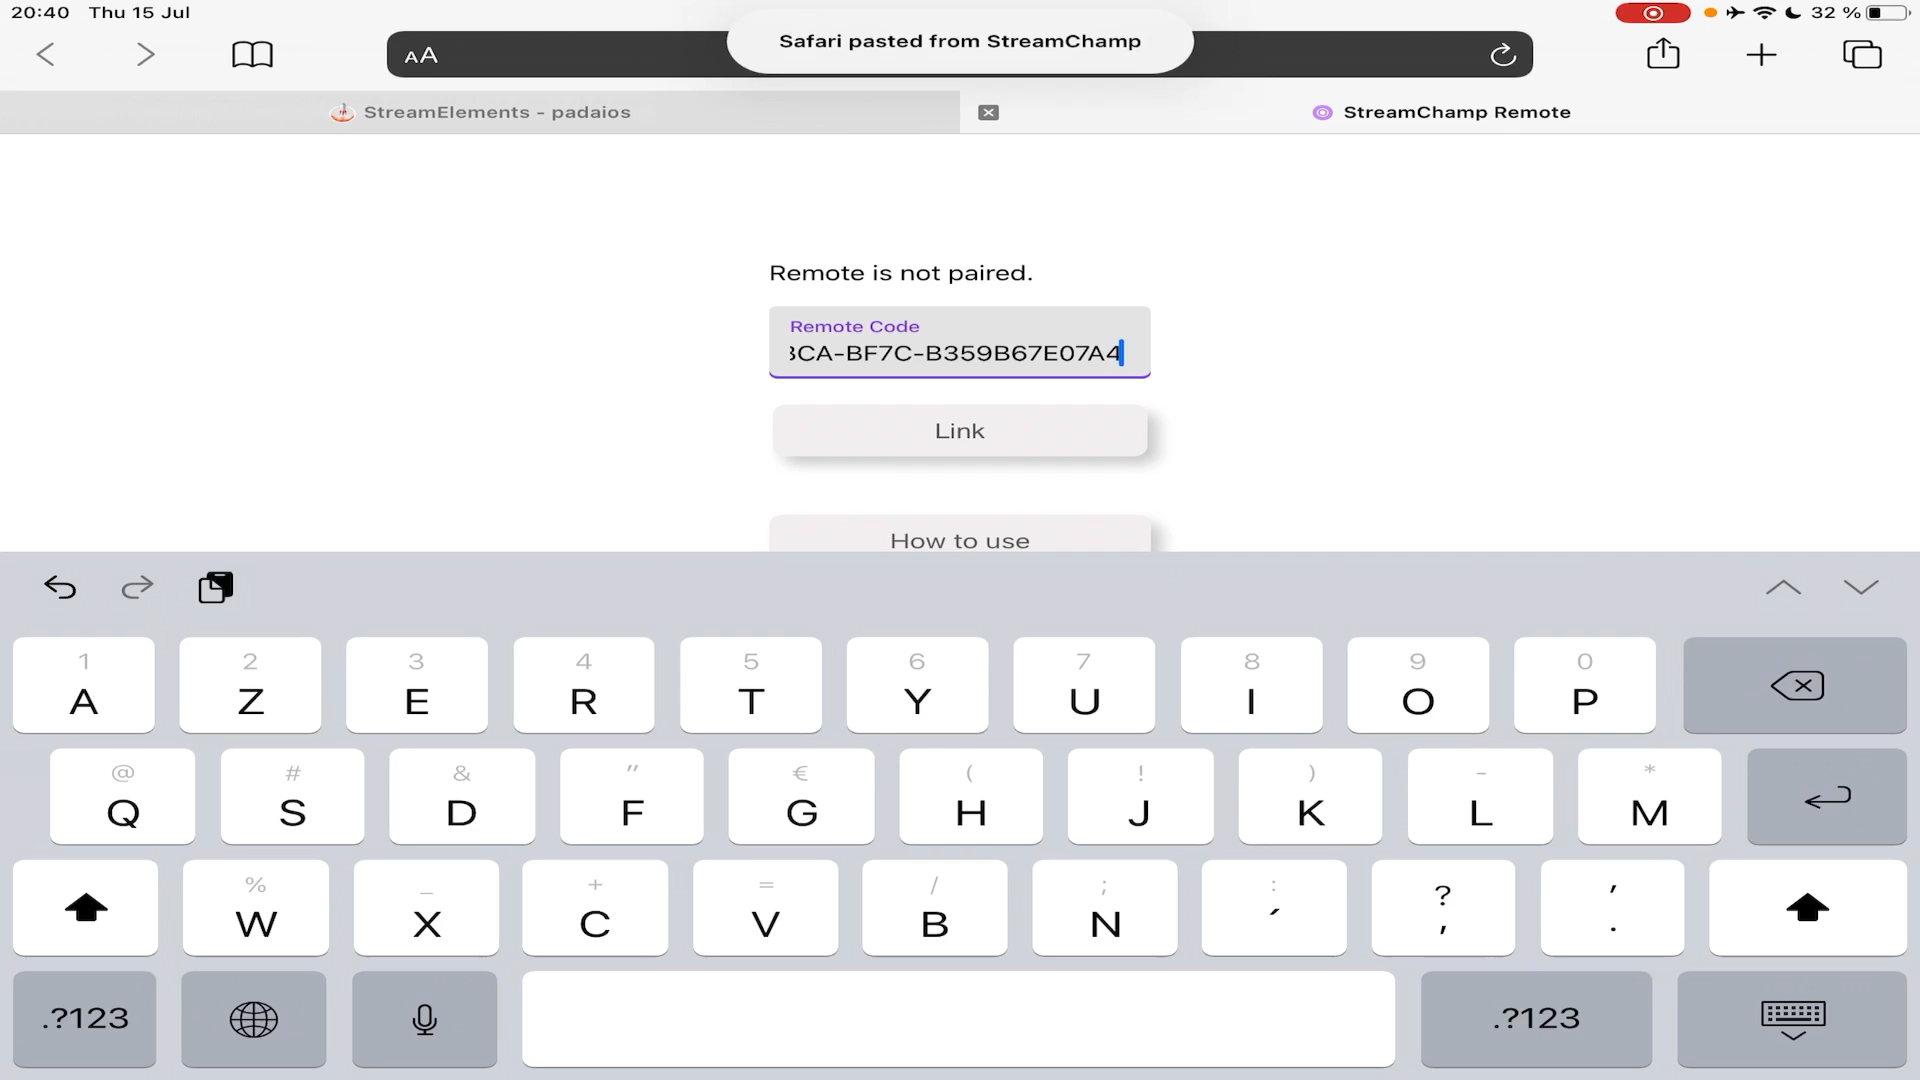 20:40 Thu 15 Jul
32 %
AA
Safari pasted from StreamChamp
StreamElements - padaios
StreamChamp Remote
Remote is not paired.
Remote Code
CA-BF7C-B359B67E07A4
Link
How to use
1 2 3 4 5 6 7 8 9 0
A Z E R T Y U I O P
@ # & " € ( ! ) - *
Q S D F G H J K L M
% _ + = / ; : ? '
W X C V B N ´ , .
.?123 .?123